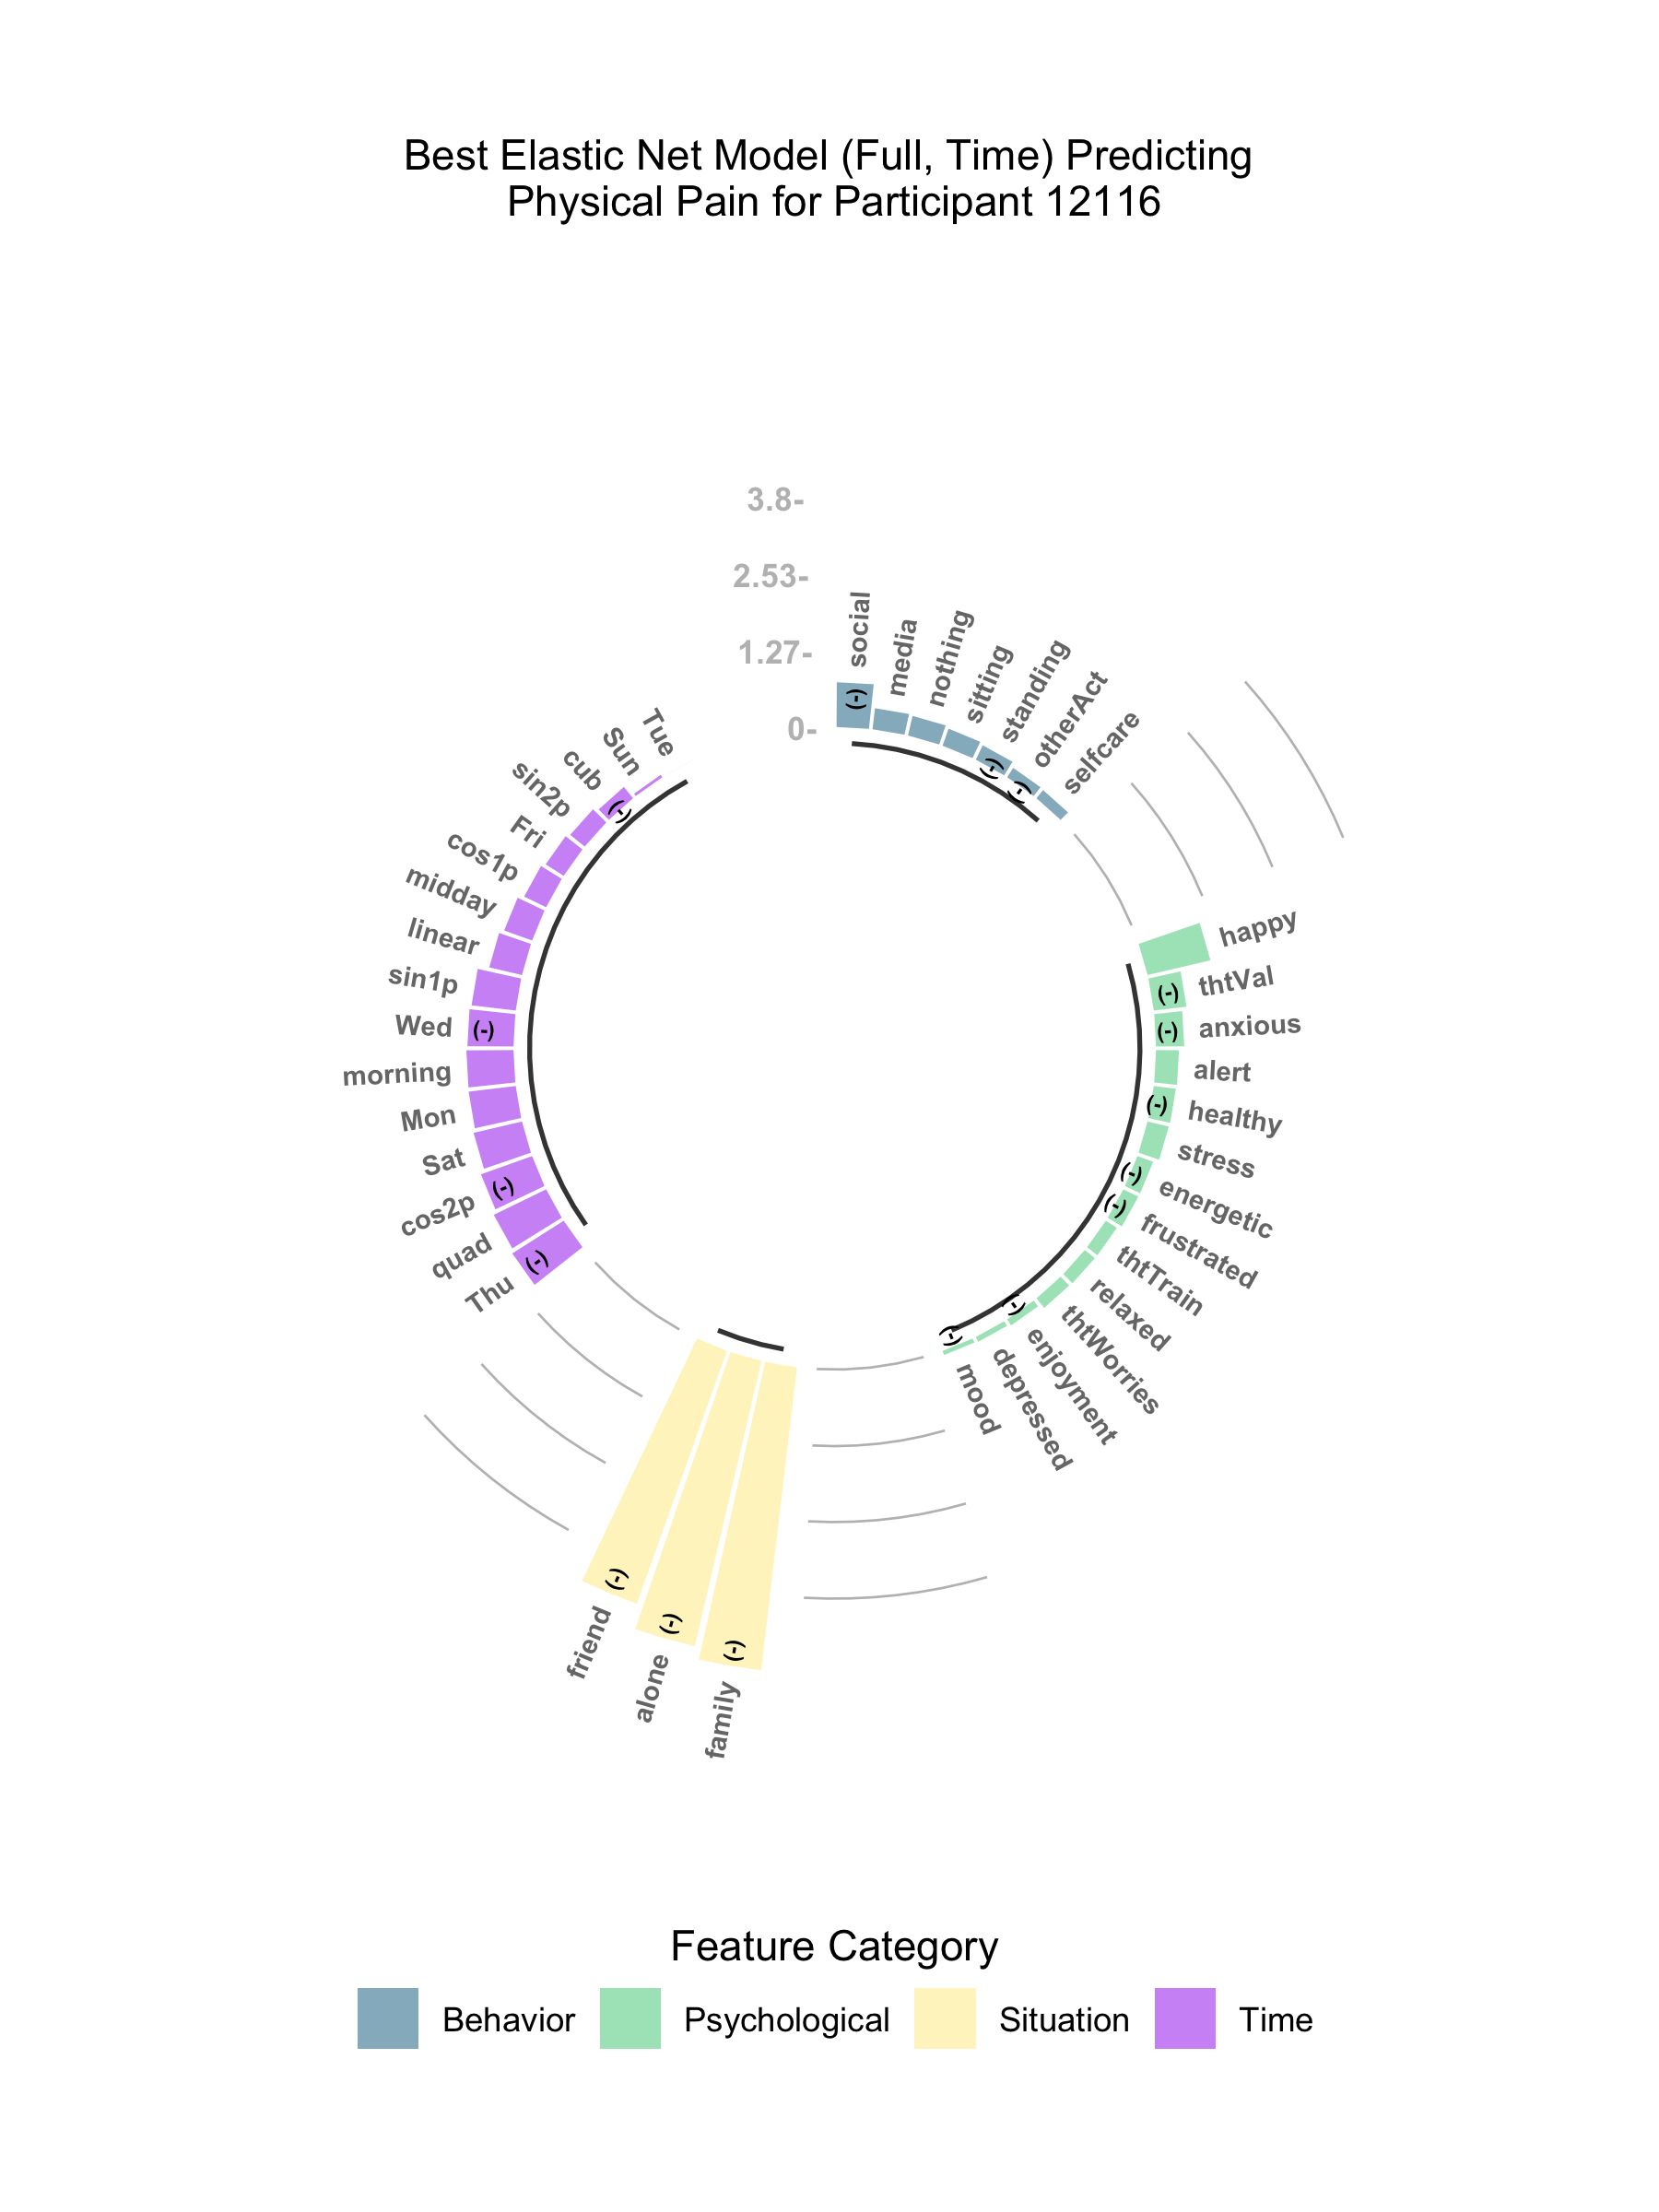 Best Elastic Net Model (Full, Time) Predicting
Physical Pain for Participant 12116
3.8-
2.53-
1.27-
0-
social
(-)
media
nothing
sitting
standing
(-)
otherAct
(-)
selfcare
happy
thtVal
(-)
anxious
(-)
alert
healthy
(-)
stress
energetic
(-)
frustrated
(-)
thtTrain
relaxed
thtWorries
enjoyment
(-)
depressed
mood
(-)
family
(-)
alone
(-)
friend
(-)
Thu
(-)
quad
cos2p
(-)
Sat
Mon
morning
Wed
(-)
sin1p
linear
midday
cos1p
Fri
sin2p
cub
(-)
Sun
Tue
Feature Category
Behavior
Psychological
Situation
Time